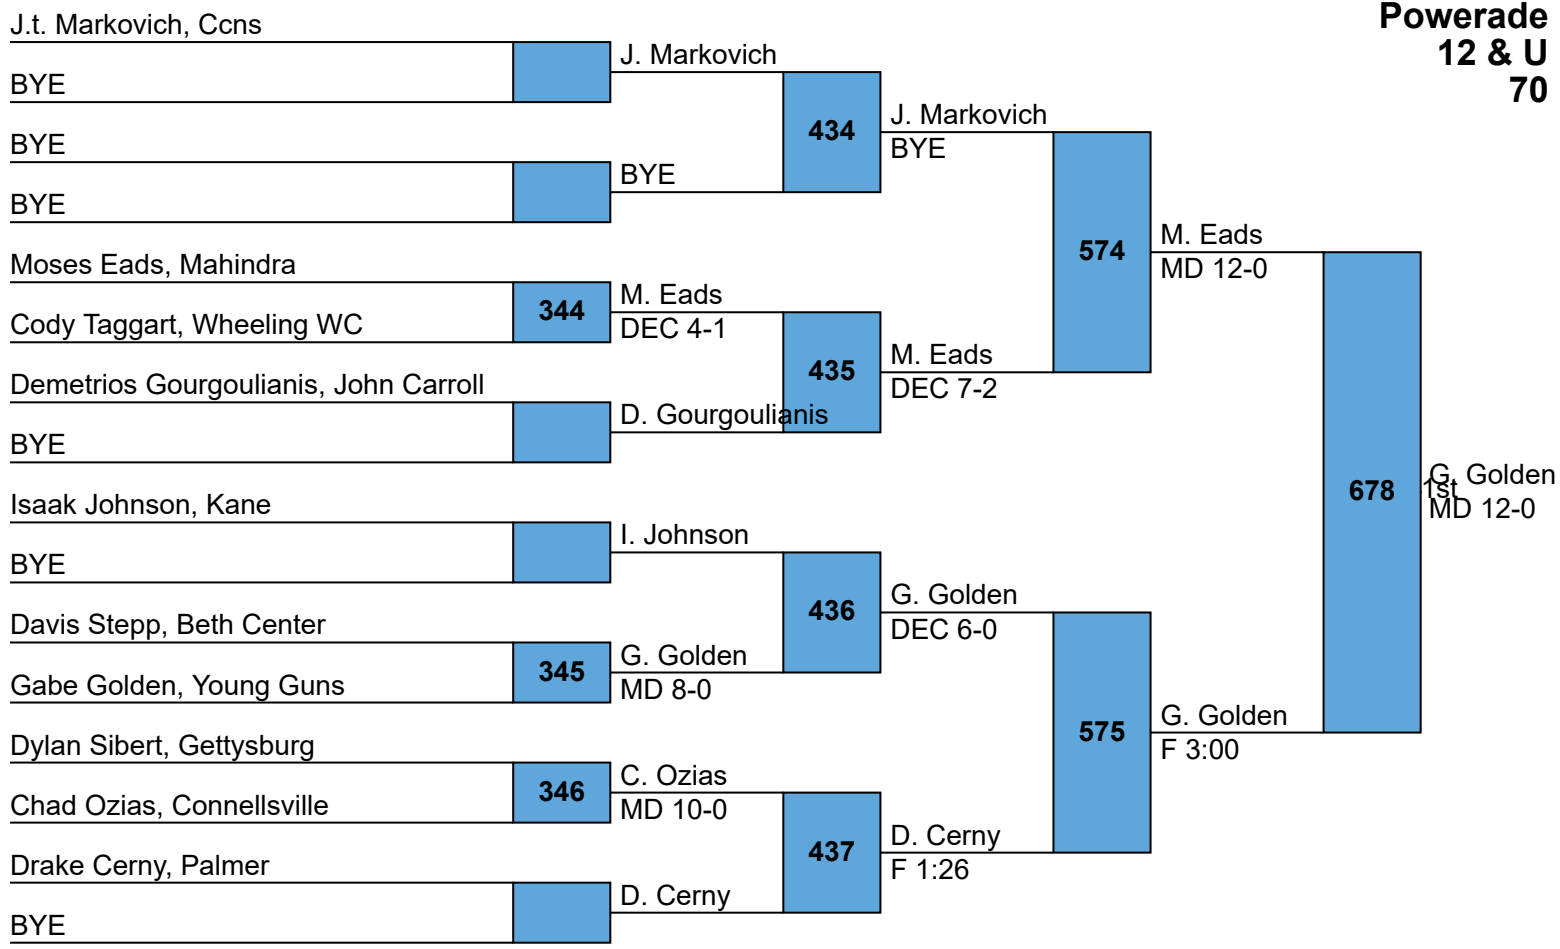 Powerade
12 & U
70
J.t. Markovich, Ccns
BYE
BYE
BYE
Moses Eads, Mahindra
Cody Taggart, Wheeling WC
Demetrios Gourgoulianis, John Carroll
BYE
Isaak Johnson, Kane
BYE
Davis Stepp, Beth Center
Gabe Golden, Young Guns
Dylan Sibert, Gettysburg
Chad Ozias, Connellsville
Drake Cerny, Palmer
BYE
344
345
346
J. Markovich
BYE
M. Eads
DEC 4-1
D. Gourgoulianis
I. Johnson
G. Golden
MD 8-0
C. Ozias
MD 10-0
D. Cerny
434
435
436
437
J. Markovich
BYE
M. Eads
DEC 7-2
G. Golden
DEC 6-0
D. Cerny
F 1:26
574
575
M. Eads
MD 12-0
G. Golden
F 3:00
678
G. Golden
1st
MD 12-0